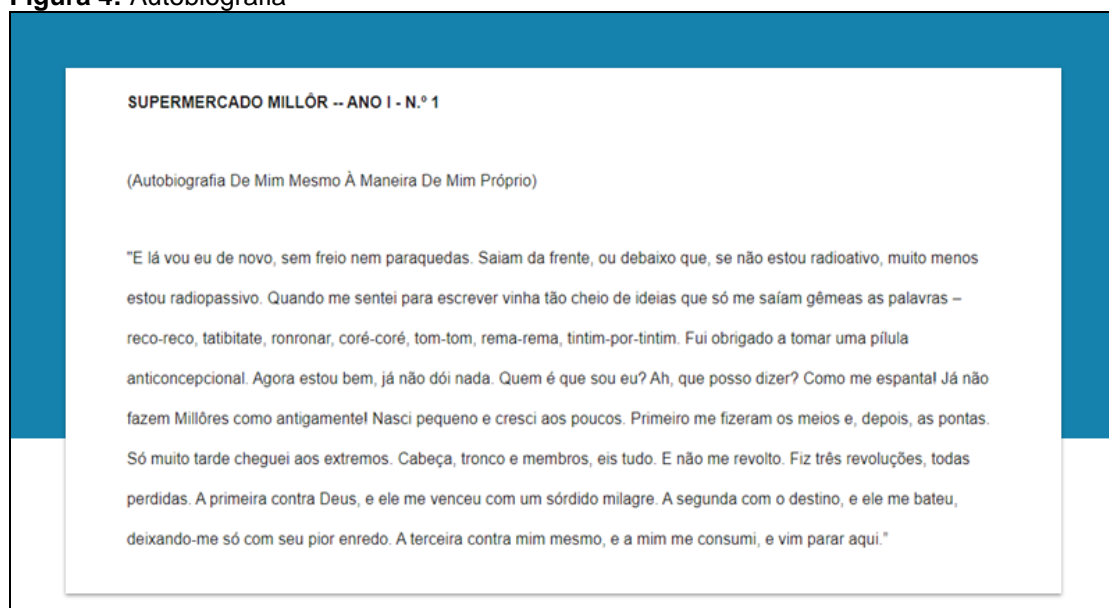 Figura 4: Autobiografia
SUPERMERCADO MILLÔR -- ANO I - N.º 1
(Autobiografia De Mim Mesmo À Maneira De Mim Próprio)
"E lá vou eu de novo, sem freio nem paraquedas. Saiam da frente, ou debaixo que, se não estou radioativo, muito menos
estou radiopassivo. Quando me sentei para escrever vinha tão cheio de ideias que só me saíam gêmeas as palavras –
reco-reco, tatibitate, ronronar, coré-coré, tom-tom, rema-rema, tintim-por-tintim. Fui obrigado a tomar uma pílula
anticoncepcional. Agora estou bem, já não dói nada. Quem é que sou eu? Ah, que posso dizer? Como me espanta! Já não
fazem Millôres como antigamente! Nasci pequeno e cresci aos poucos. Primeiro me fizeram os meios e, depois, as pontas.
Só muito tarde cheguei aos extremos. Cabeça, tronco e membros, eis tudo. E não me revolto. Fiz três revoluções, todas
perdidas. A primeira contra Deus, e ele me venceu com um sórdido milagre. A segunda com o destino, e ele me bateu,
deixando-me só com seu pior enredo. A terceira contra mim mesmo, e a mim me consumi, e vim parar aqui."